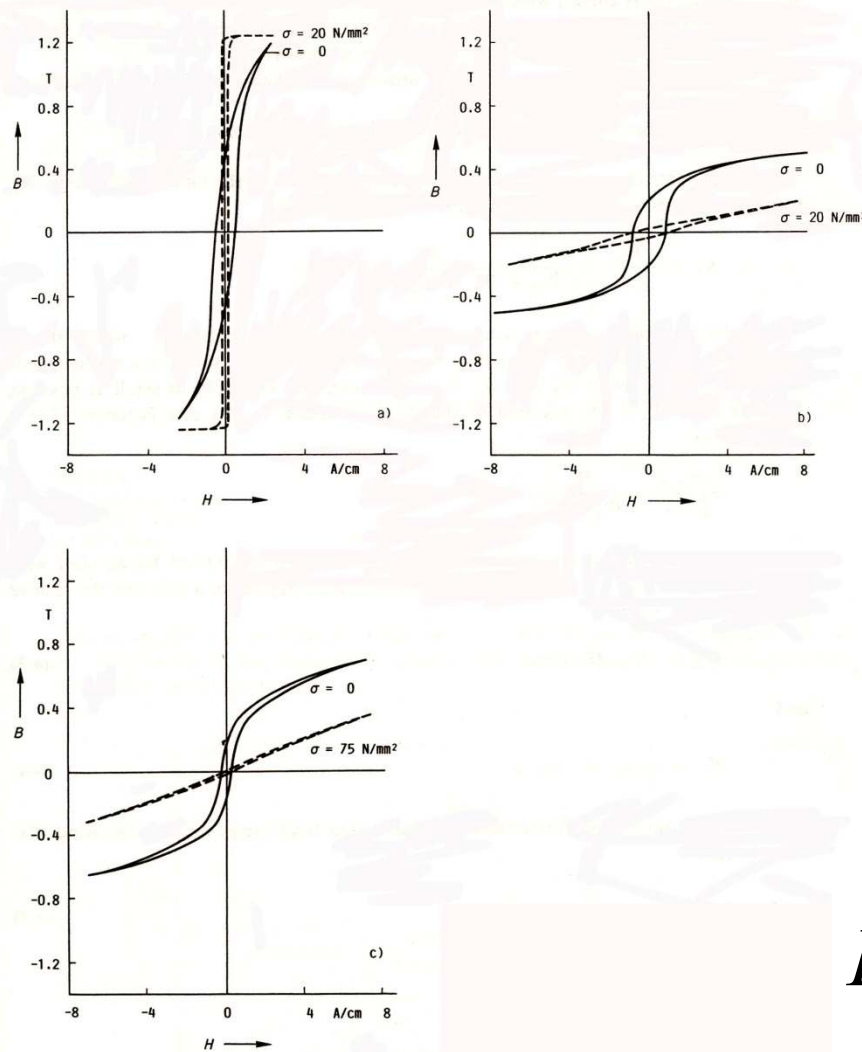 σ = 20 N/mm²
σ = 0
1.2
T
0.8
0.4
B
0
-0.4
-0.8
-1.2
a)
-8 -4 0 A/cm 8
H
1.2
T
0.8
0.4
B
0
-0.4
-0.8
-1.2
σ = 0
σ = 20 N/mm²
b)
-8 -4 0 4 A/cm 8
H
1.2
T
0.8
0.4
B
0
-0.4
-0.8
-1.2
σ = 0
σ = 75 N/mm²
c)
-8 -4 0 A/cm 8
H